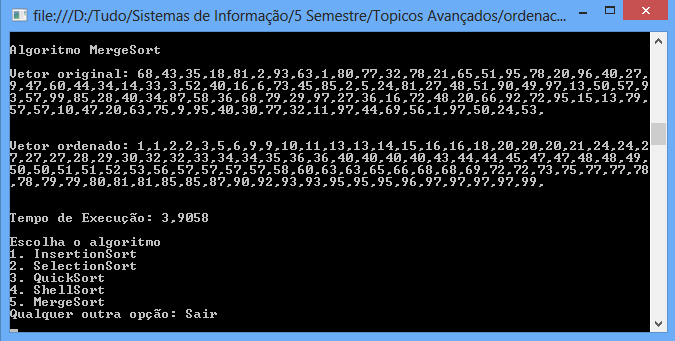 file:///D:/Tudo/Sistemas de Informação/5 Semestre/Topicos Avançados/ordenac...
Algoritmo MergeSort
Vetor original: 68,43,35,18,81,2,93,63,1,80,77,32,78,21,65,51,95,78,20,96,40,27,
9,47,60,44,34,14,33,3,52,40,16,6,73,45,85,2,5,24,81,27,48,51,90,49,97,13,50,57,9
3,57,99,85,28,40,34,87,58,36,68,79,29,97,27,36,16,72,48,20,66,92,72,95,15,13,79,
57,57,10,47,20,63,75,9,95,40,30,77,32,11,97,44,69,56,1,97,50,24,53,
Vetor ordenado: 1,1,2,2,3,5,6,9,9,10,11,13,13,14,15,16,16,18,20,20,20,21,24,24,2
7,27,27,28,29,30,32,32,33,34,34,35,36,36,40,40,40,40,43,44,44,45,47,47,48,48,49,
50,50,51,51,52,53,56,57,57,57,57,58,60,63,63,65,66,68,68,69,72,72,73,75,77,77,78
,78,79,79,80,81,81,85,85,87,90,92,93,93,95,95,95,96,97,97,97,97,99,
Tempo de Execução: 3,9058
Escolha o algoritmo
1. InsertionSort
2. SelectionSort
3. QuickSort
4. ShellSort
5. MergeSort
Qualquer outra opção: Sair